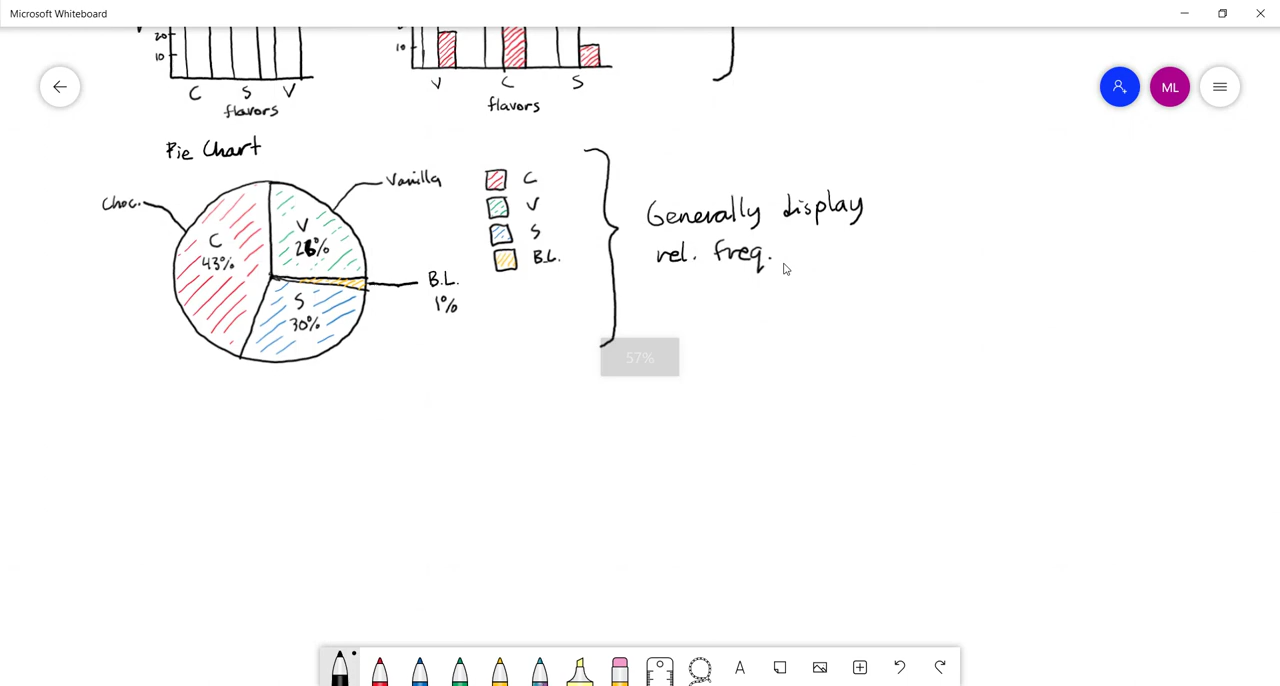 Microsoft Whiteboard
20
10
C S V
flavors
10
V C S
flavors
ML
Pie Chart
Choc.
Vanilla
C
43%
V
26%
S
30%
B.L.
1%
C
V
S
B.L.
Generally display
rel. freq.
57%
A